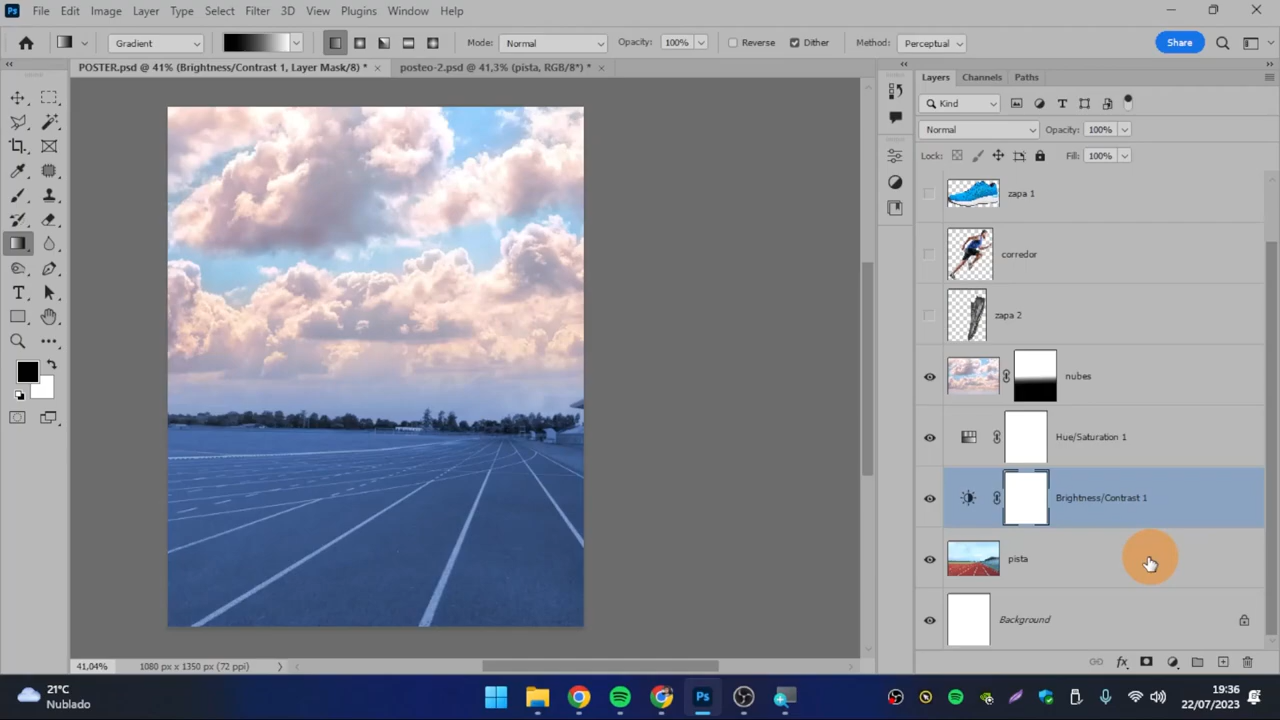 Ps File Edit Image Layer Type Select Filter 3D View Plugins Window Help
Gradient Mode: Normal Opacity: 100% Reverse Dither Method: Perceptual Share
POSTER.psd @ 41% (Brightness/Contrast 1, Layer Mask/8) * × posteo-2.psd @ 41,3% (pista, RGB/8*) * ×
Layers Channels Paths
Kind
Normal Opacity: 100%
Lock: Fill: 100%
zapa 1
corredor
zapa 2
nubes
Hue/Saturation 1
Brightness/Contrast 1
pista
Background
41,04% 1080 px x 1350 px (72 ppi)
21°C
Nublado
Ps
19:36
22/07/2023